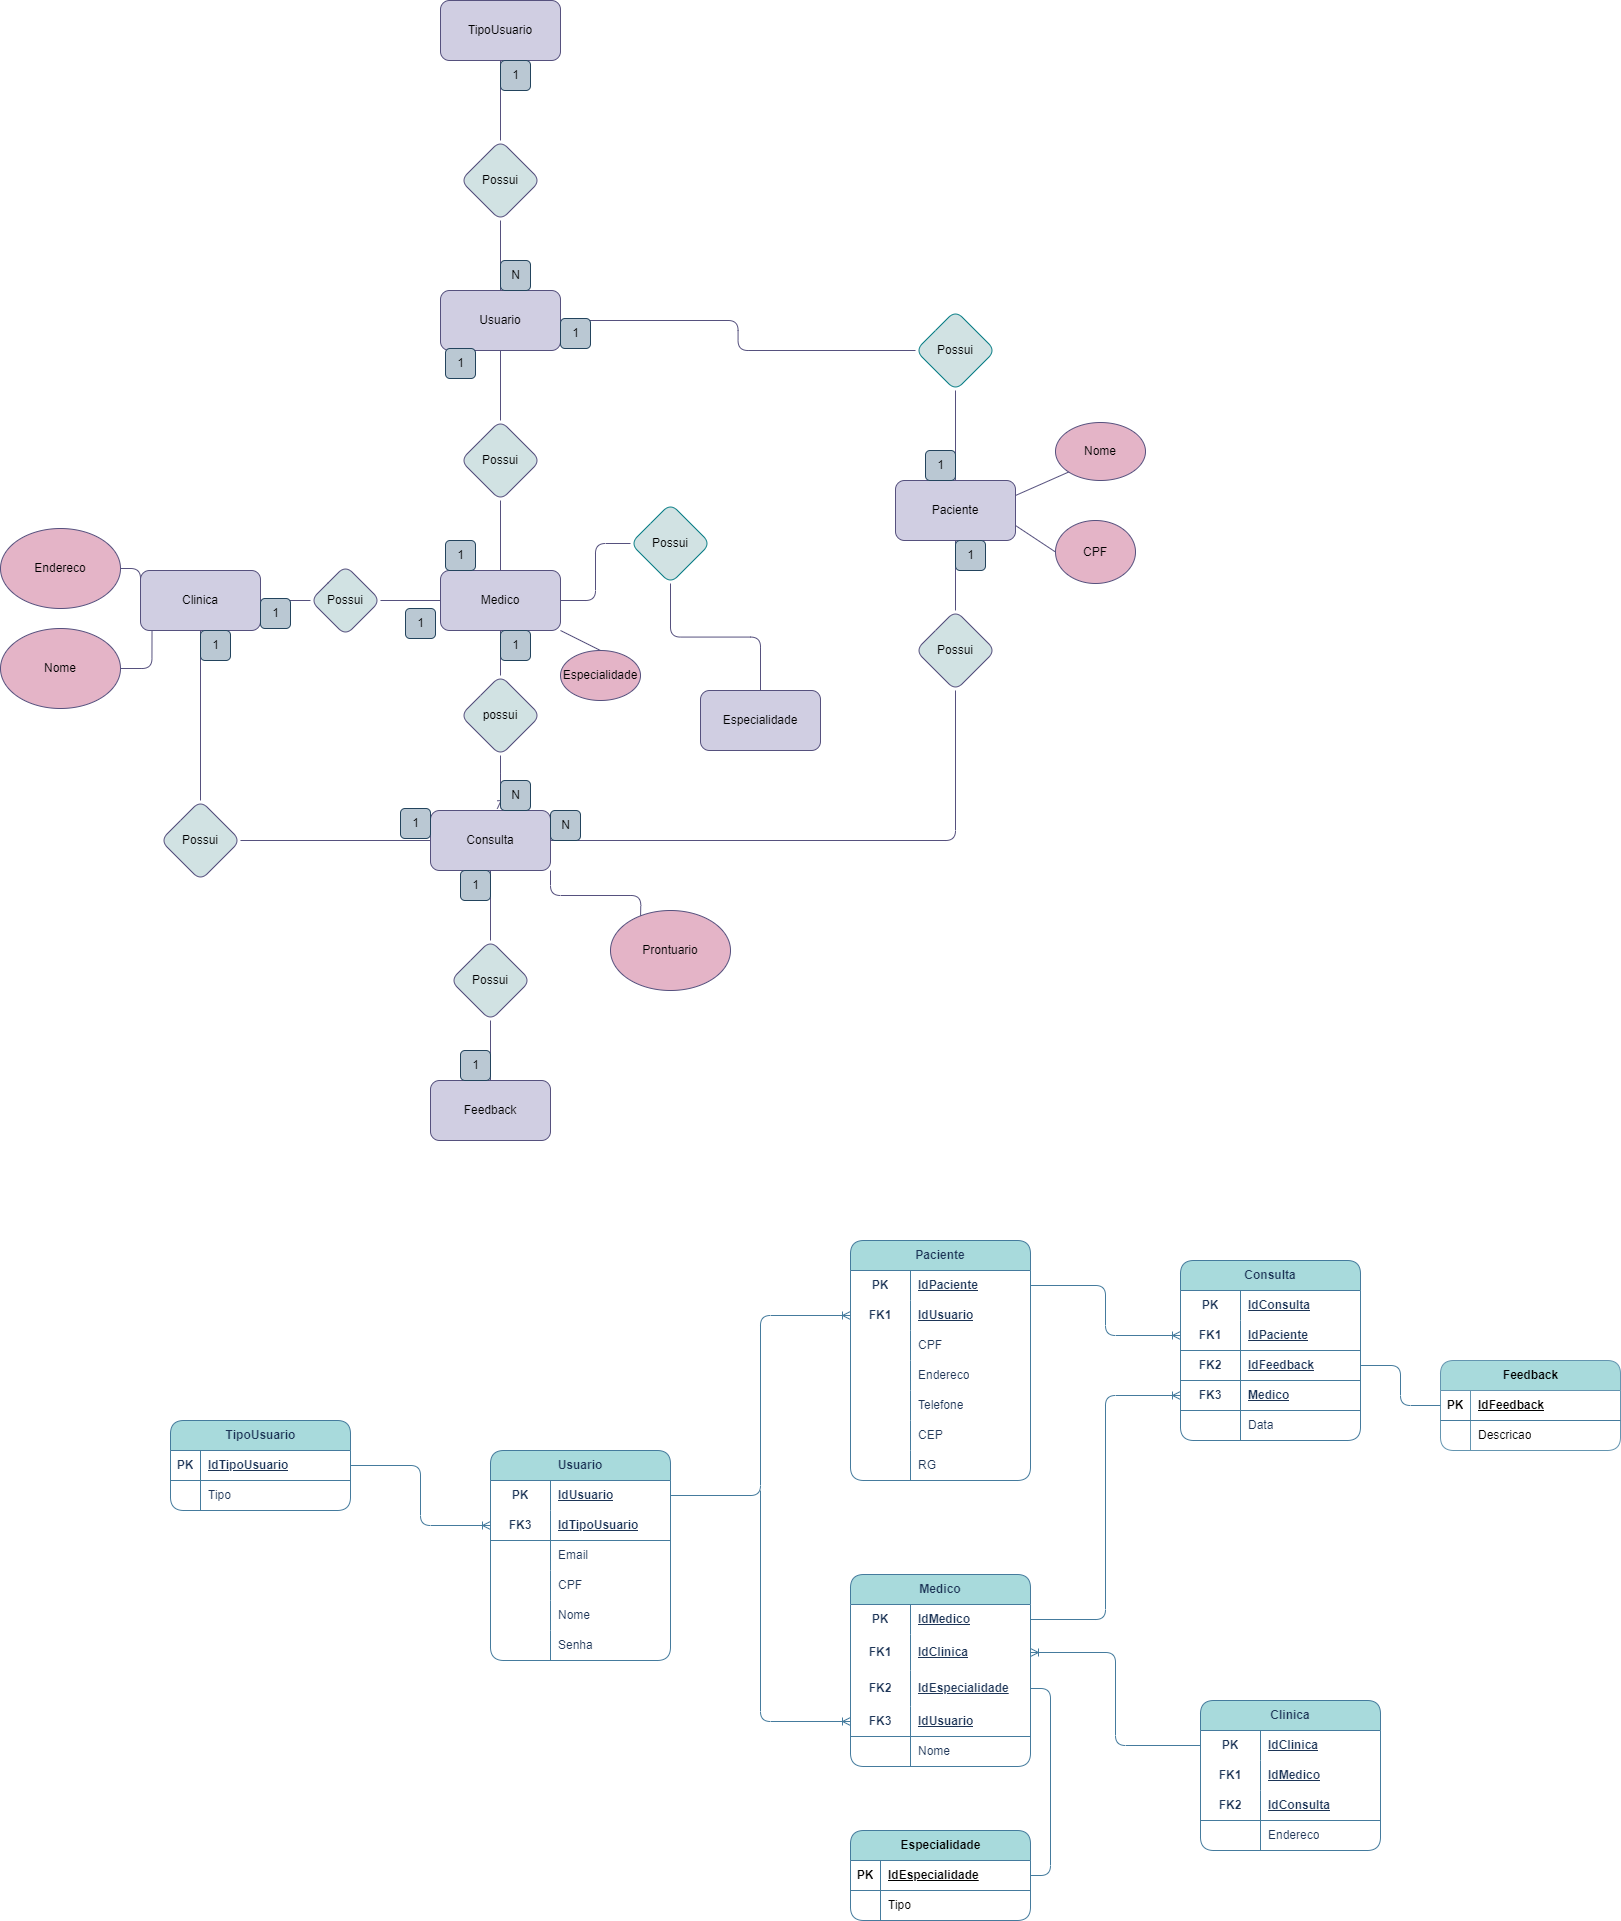 TipoUsuario
1
Possui
N
Usuario
1
1
Possui
Possui
Nome
1
Paciente
CPF
1
Possui
1
Endereco
Clinica
1
Possui
Medico
1
1
1
Possui
Nome
Especialidade
possui
Especialidade
Possui
N
1
N
Possui
Consulta
1
Prontuario
Possui
1
Feedback
Paciente
PK IdPaciente
FK1 IdUsuario
CPF
Endereco
Telefone
CEP
RG
Consulta
PK IdConsulta
FK1 IdPaciente
FK2 IdFeedback
FK3 Medico
Data
Feedback
PK IdFeedback
Descricao
TipoUsuario
PK IdTipoUsuario
Tipo
Usuario
PK IdUsuario
FK3 IdTipoUsuario
Email
CPF
Nome
Senha
Medico
PK IdMedico
FK1 IdClinica
FK2 IdEspecialidade
FK3 IdUsuario
Nome
Clinica
PK IdClinica
FK1 IdMedico
FK2 IdConsulta
Endereco
Especialidade
PK IdEspecialidade
Tipo